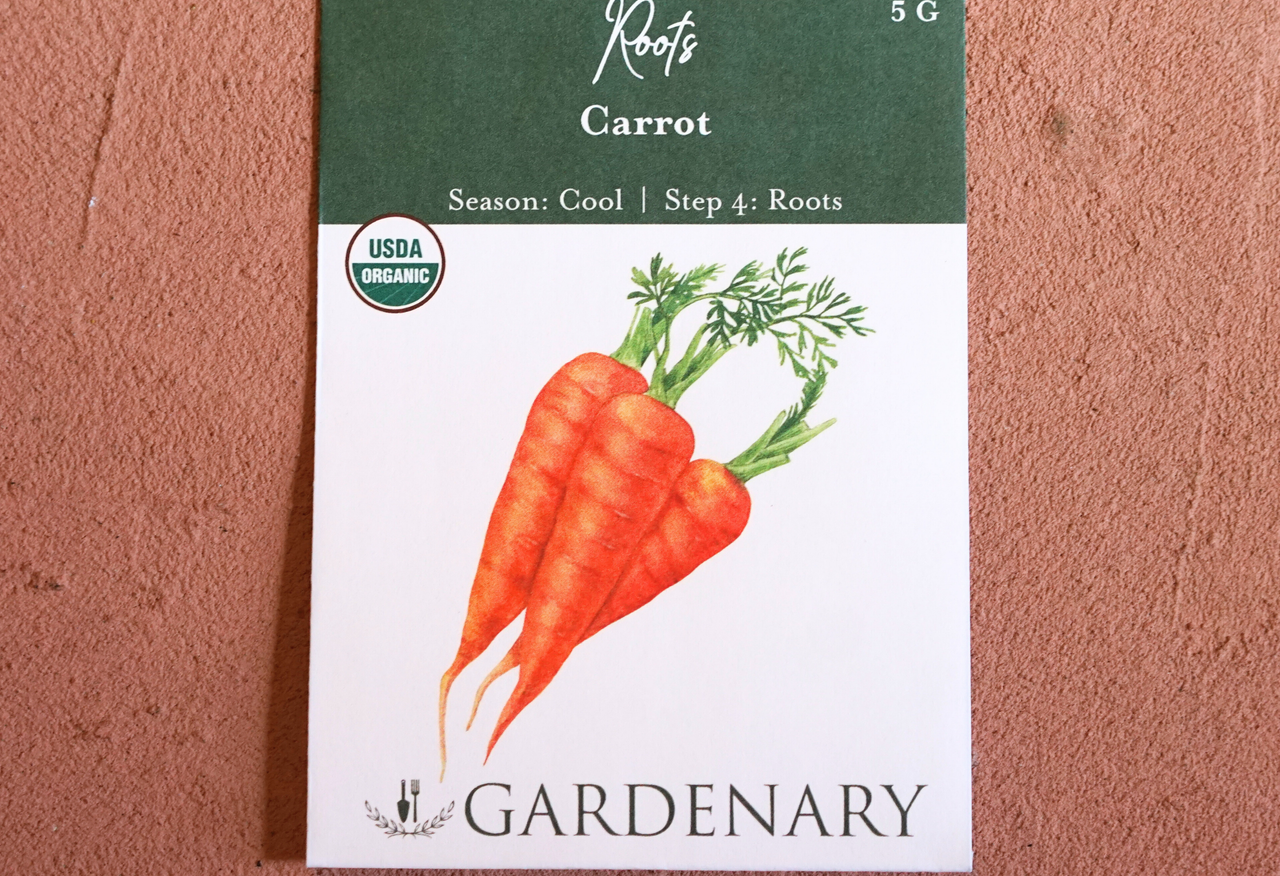 5 G
Roots
Carrot
Season: Cool | Step 4: Roots
USDA
ORGANIC
GARDENARY